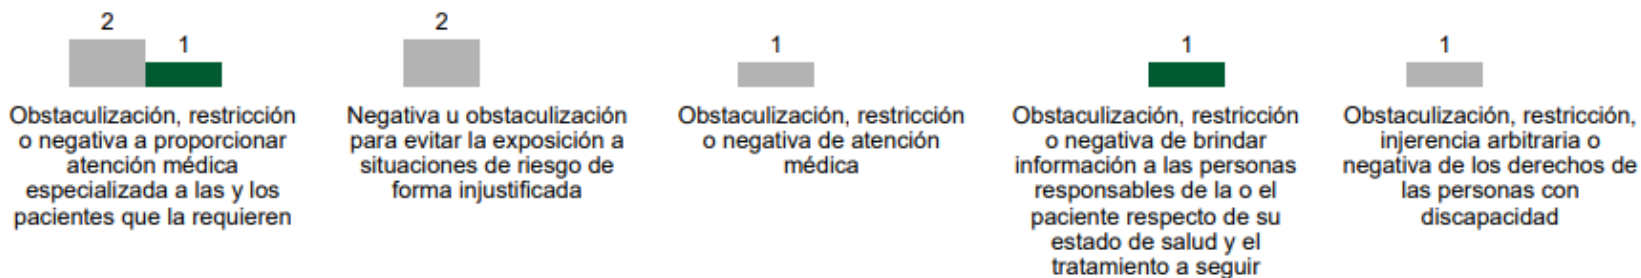 2
1
Obstaculización, restricción
o negativa a proporcionar
atención médica
especializada a las y los
pacientes que la requieren
2
Negativa u obstaculización
para evitar la exposición a
situaciones de riesgo de
forma injustificada
1
Obstaculización, restricción
o negativa de atención
médica
1
Obstaculización, restricción
o negativa de brindar
información a las personas
responsables de la o el
paciente respecto de su
estado de salud y el
tratamiento a seguir
1
Obstaculización, restricción,
injerencia arbitraria o
negativa de los derechos de
las personas con
discapacidad